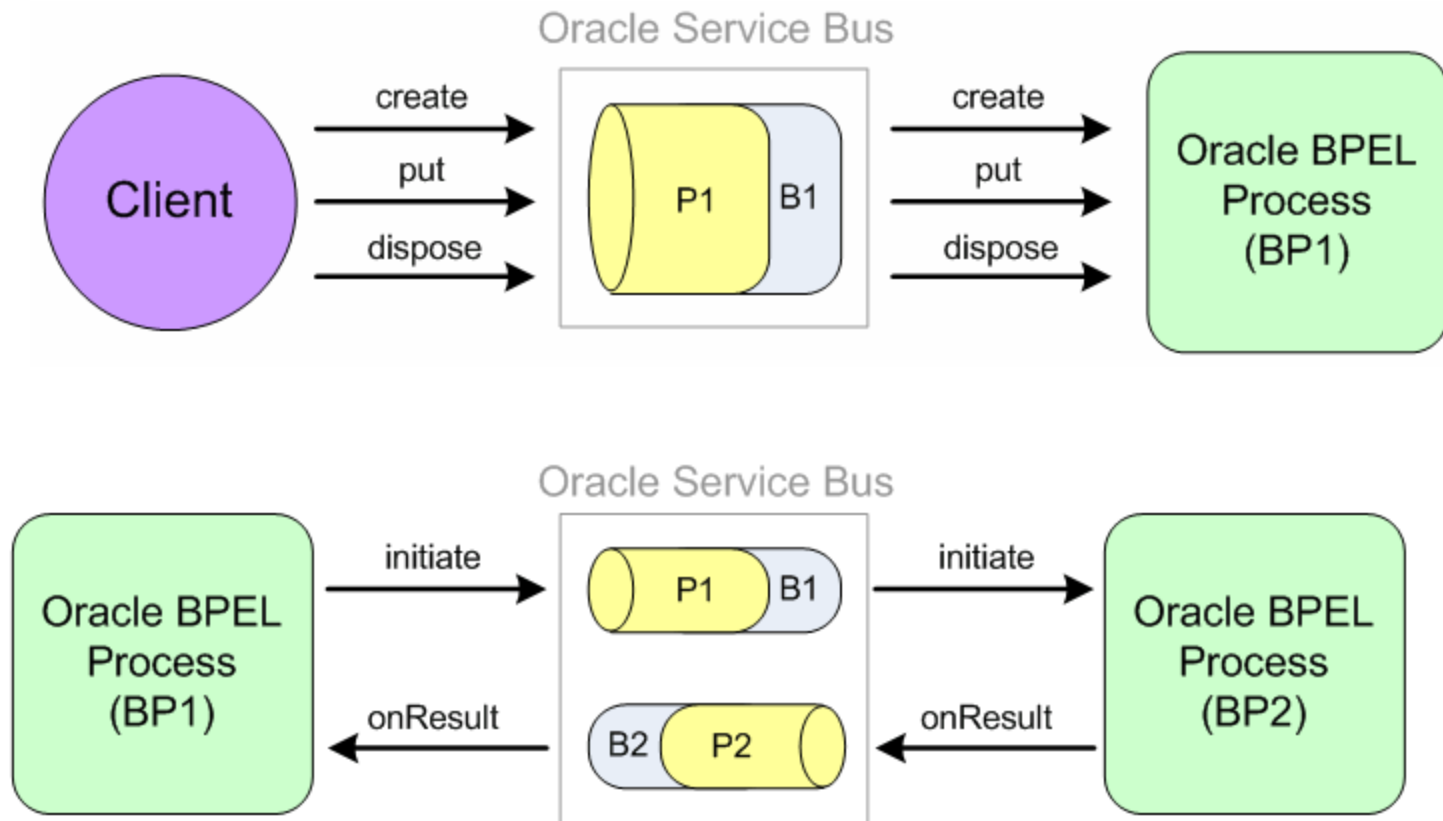 Oracle Service Bus
Client
create
put
dispose
P1
B1
create
put
dispose
Oracle BPEL
Process
(BP1)
Oracle Service Bus
Oracle BPEL
Process
(BP1)
initiate
onResult
P1
B1
B2
P2
initiate
onResult
Oracle BPEL
Process
(BP2)